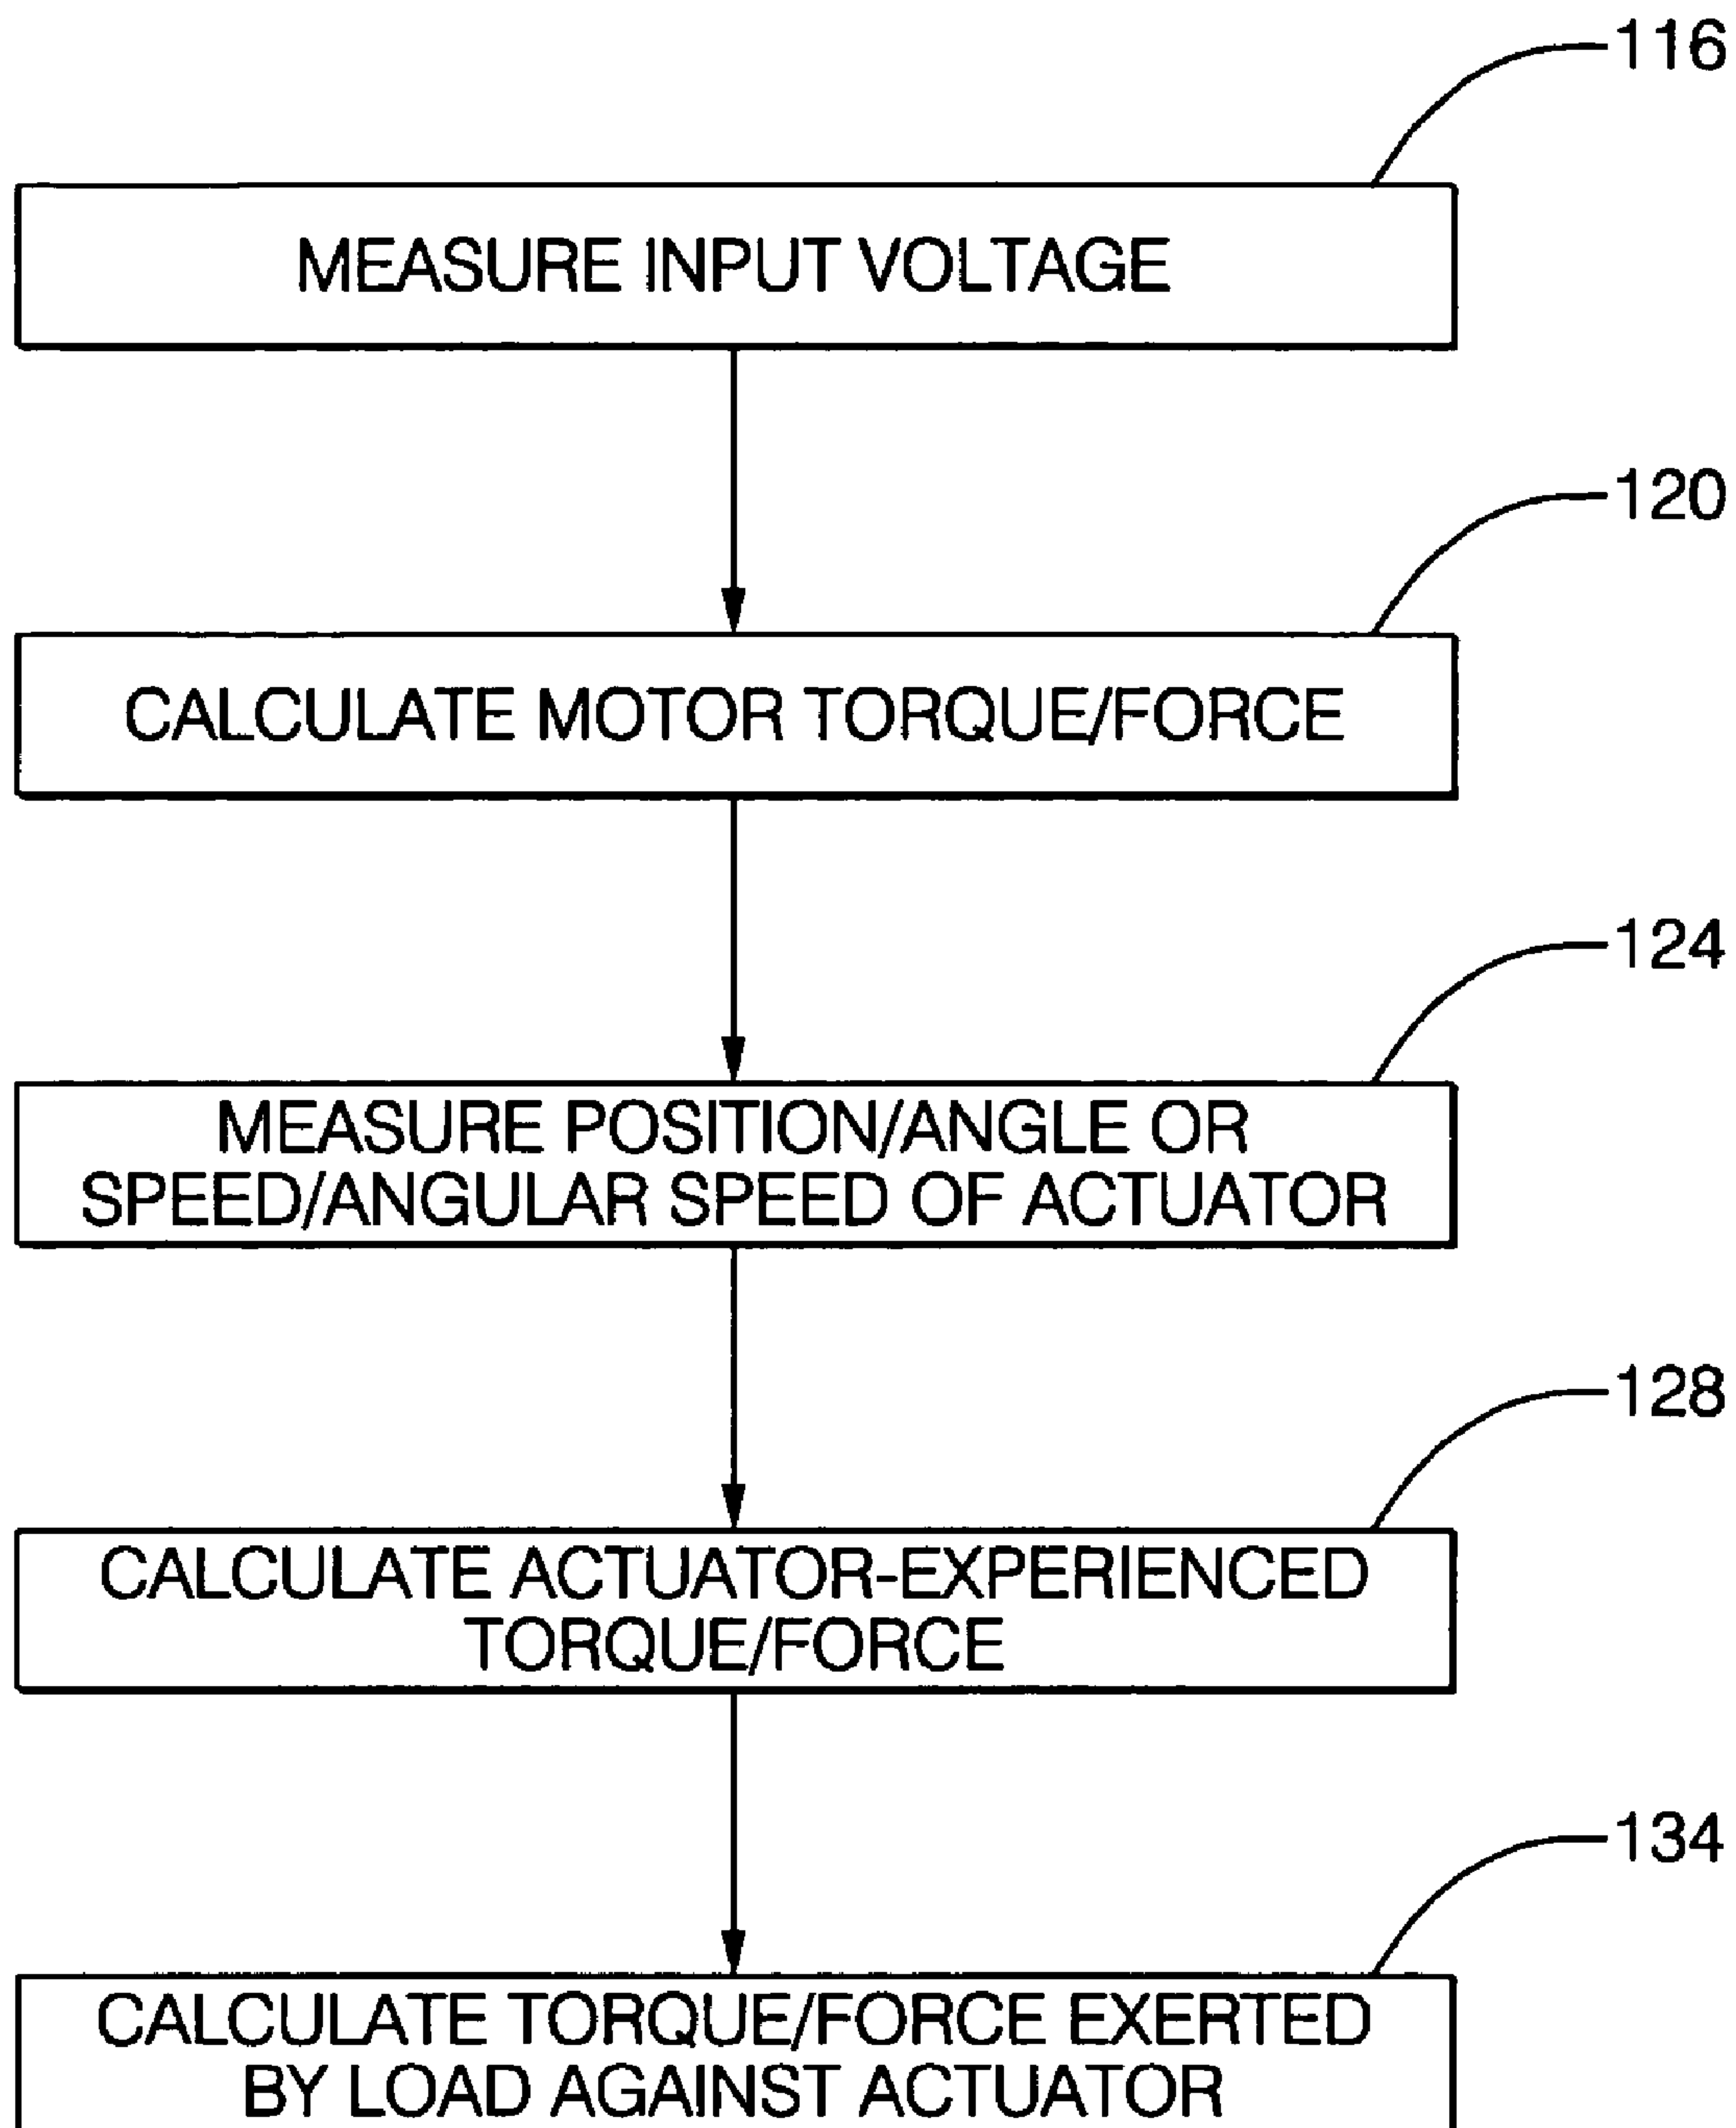 116
MEASURE INPUT VOLTAGE
120
CALCULATE MOTOR TORQUE/FORCE
124
MEASURE POSITION/ANGLE OR
SPEED/ANGULAR SPEED OF ACTUATOR
128
CALCULATE ACTUATOR-EXPERIENCED
TORQUE/FORCE
134
CALCULATE TORQUE/FORCE EXERTED
BY LOAD AGAINST ACTUATOR